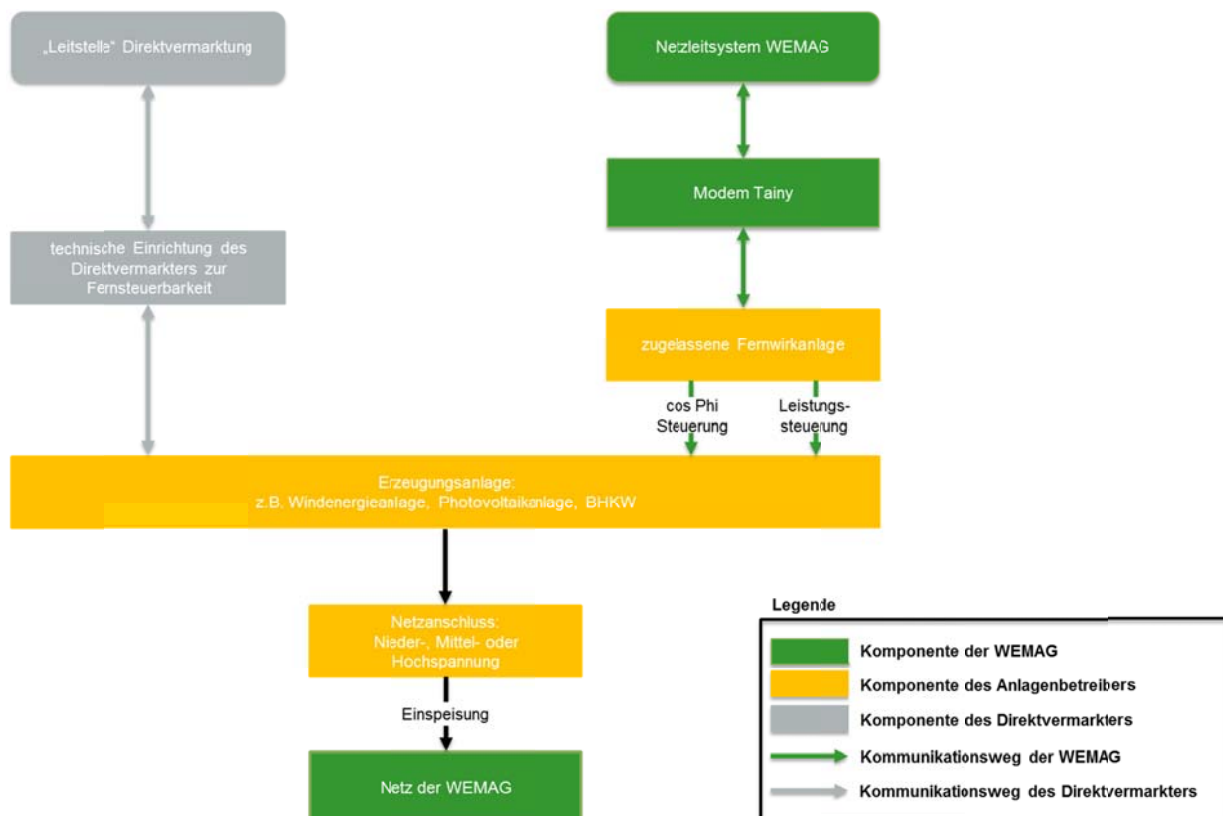 „Leitstelle“ Direktvermarktung
Netzleitsystem WEMAG
Modem Tainy
technische Einrichtung des
Direktvermarkters zur
Fernsteuerbarkeit
zugelassene Fernwirkanlage
cos Phi
Steuerung
Leistungs-
steuerung
Erzeugungsanlage:
z.B. Windenergieanlage, Photovoltaikanlage, BHKW
Netzanschluss:
Nieder-, Mittel- oder
Hochspannung
Einspeisung
Netz der WEMAG
Legende
Komponente der WEMAG
Komponente des Anlagenbetreibers
Komponente des Direktvermarkters
Kommunikationsweg der WEMAG
Kommunikationsweg des Direktvermarkters